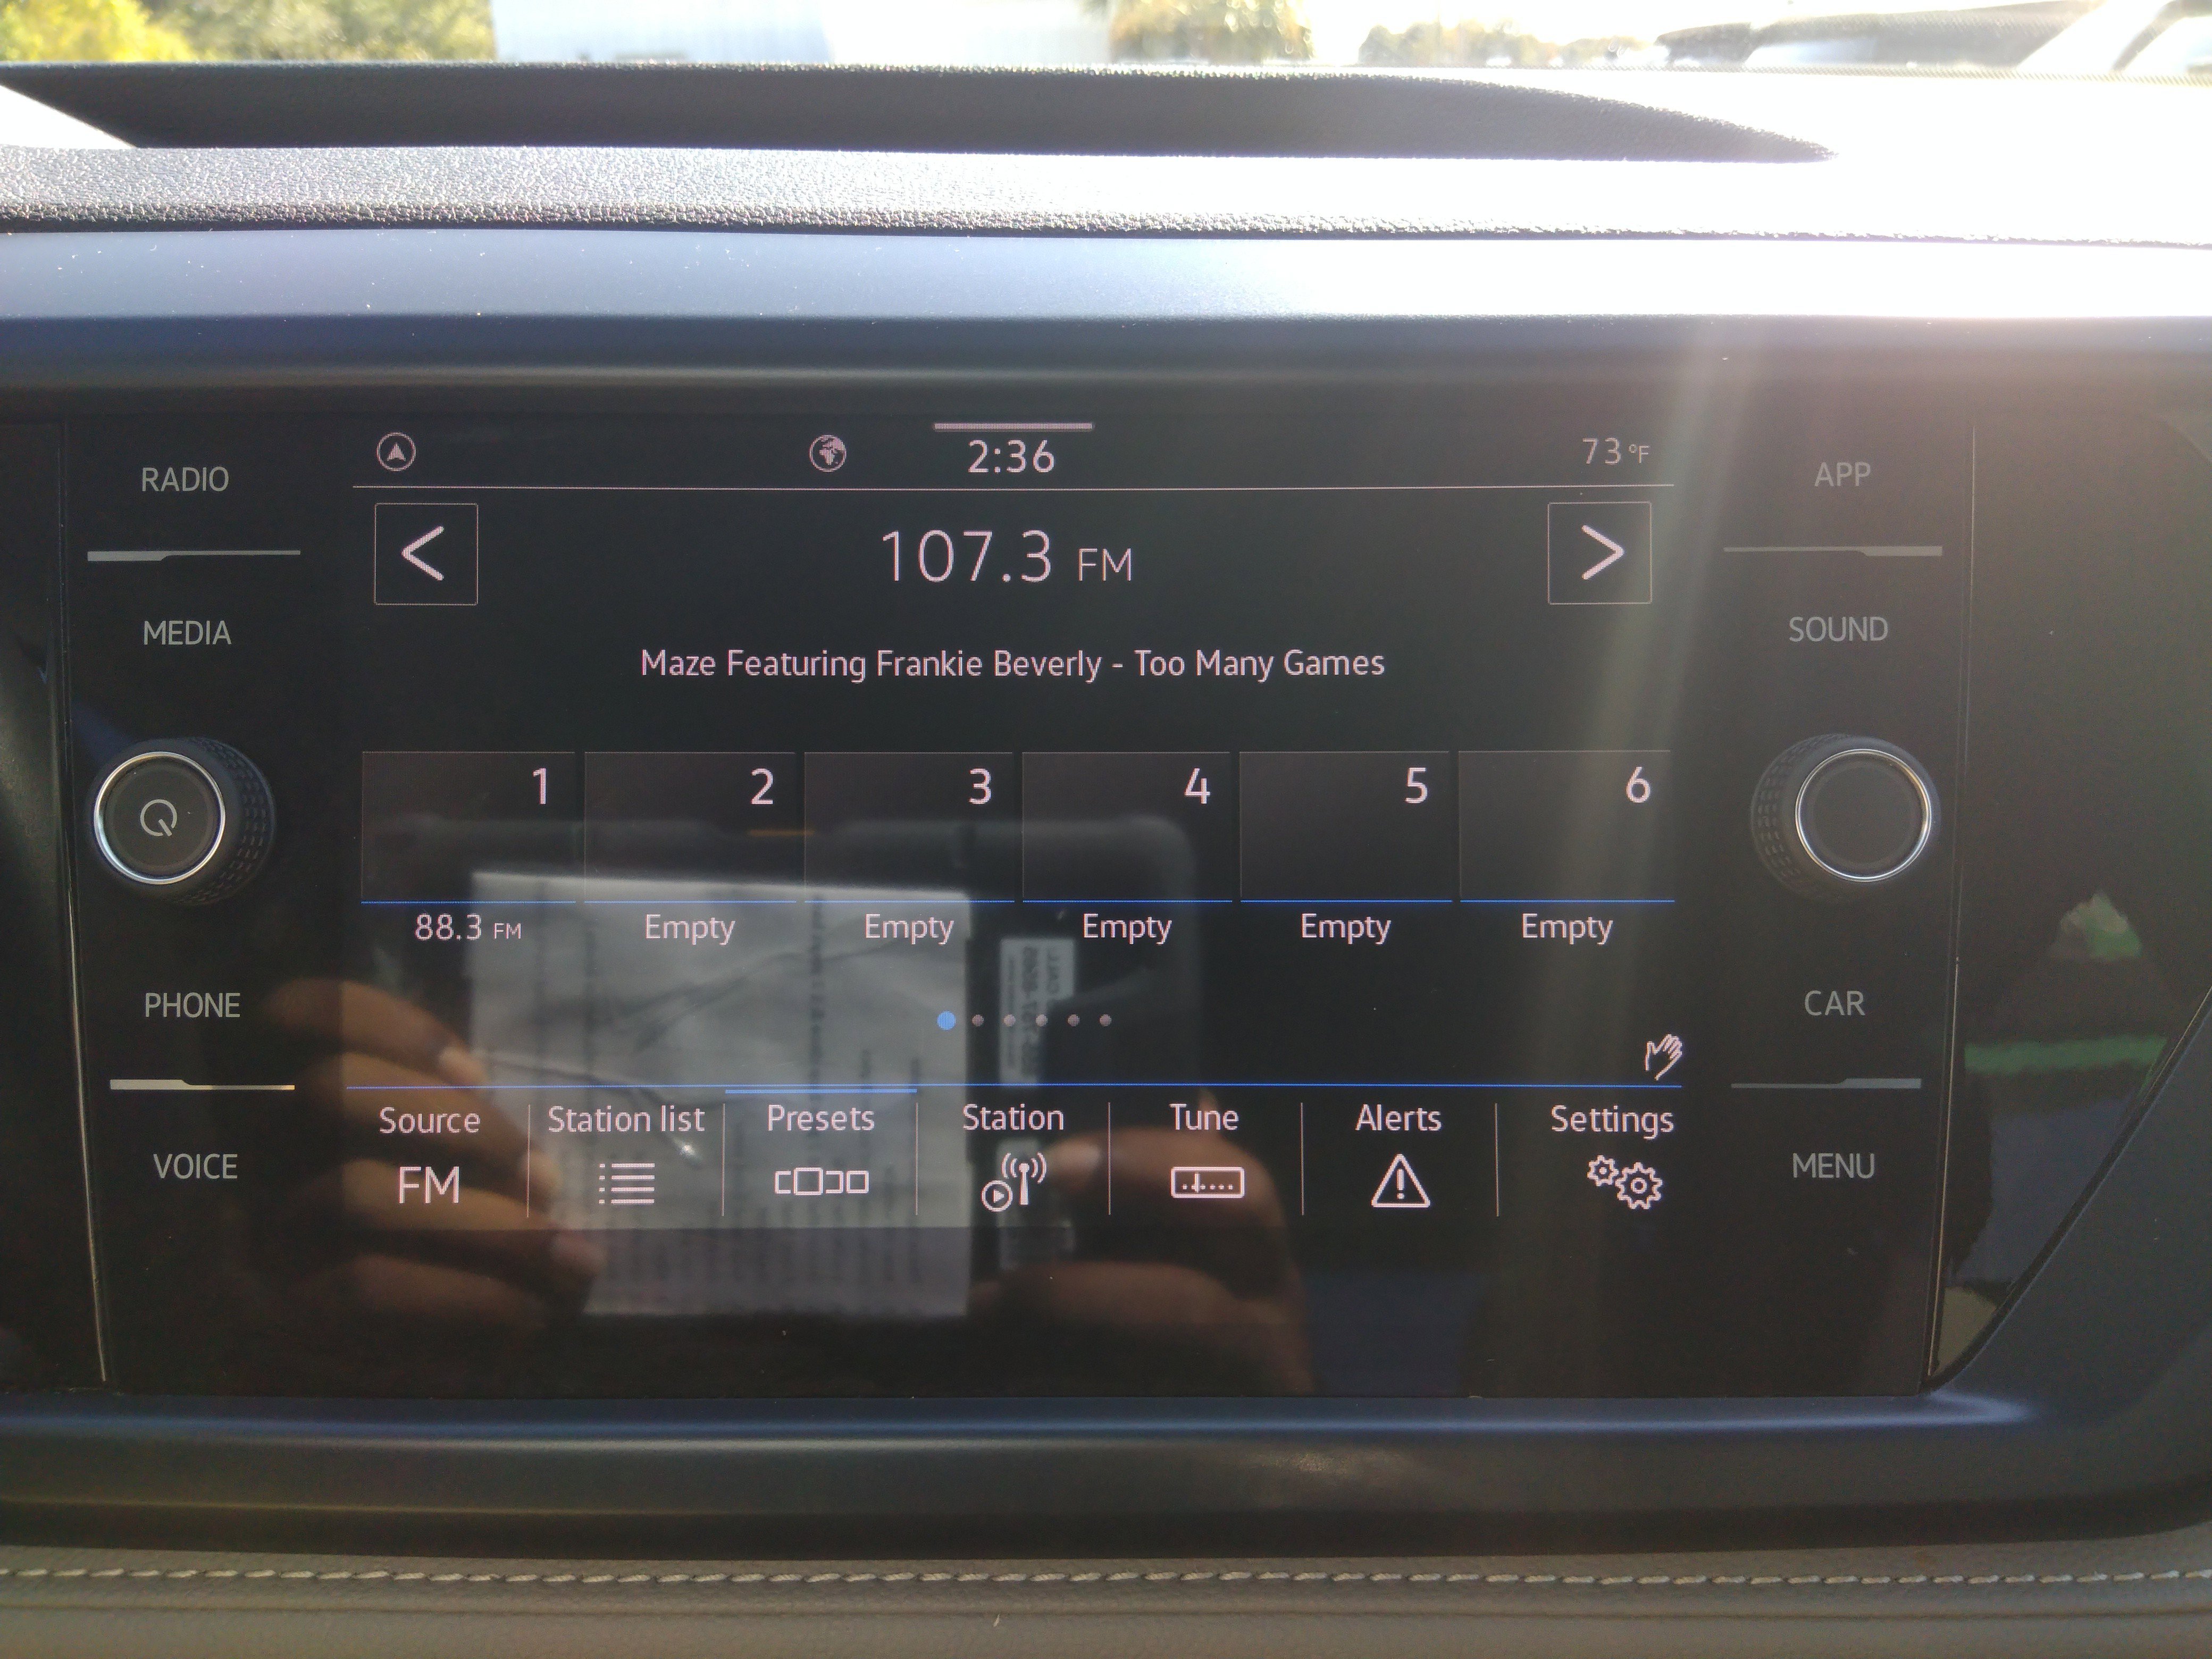 RADIO
MEDIA
PHONE
VOICE
2:36
73 °F
107.3 FM
Maze Featuring Frankie Beverly - Too Many Games
1 2 3 4 5 6
88.3 FM Empty Empty Empty Empty Empty
Source Station list Presets Station Tune Alerts Settings
FM
APP
SOUND
CAR
MENU